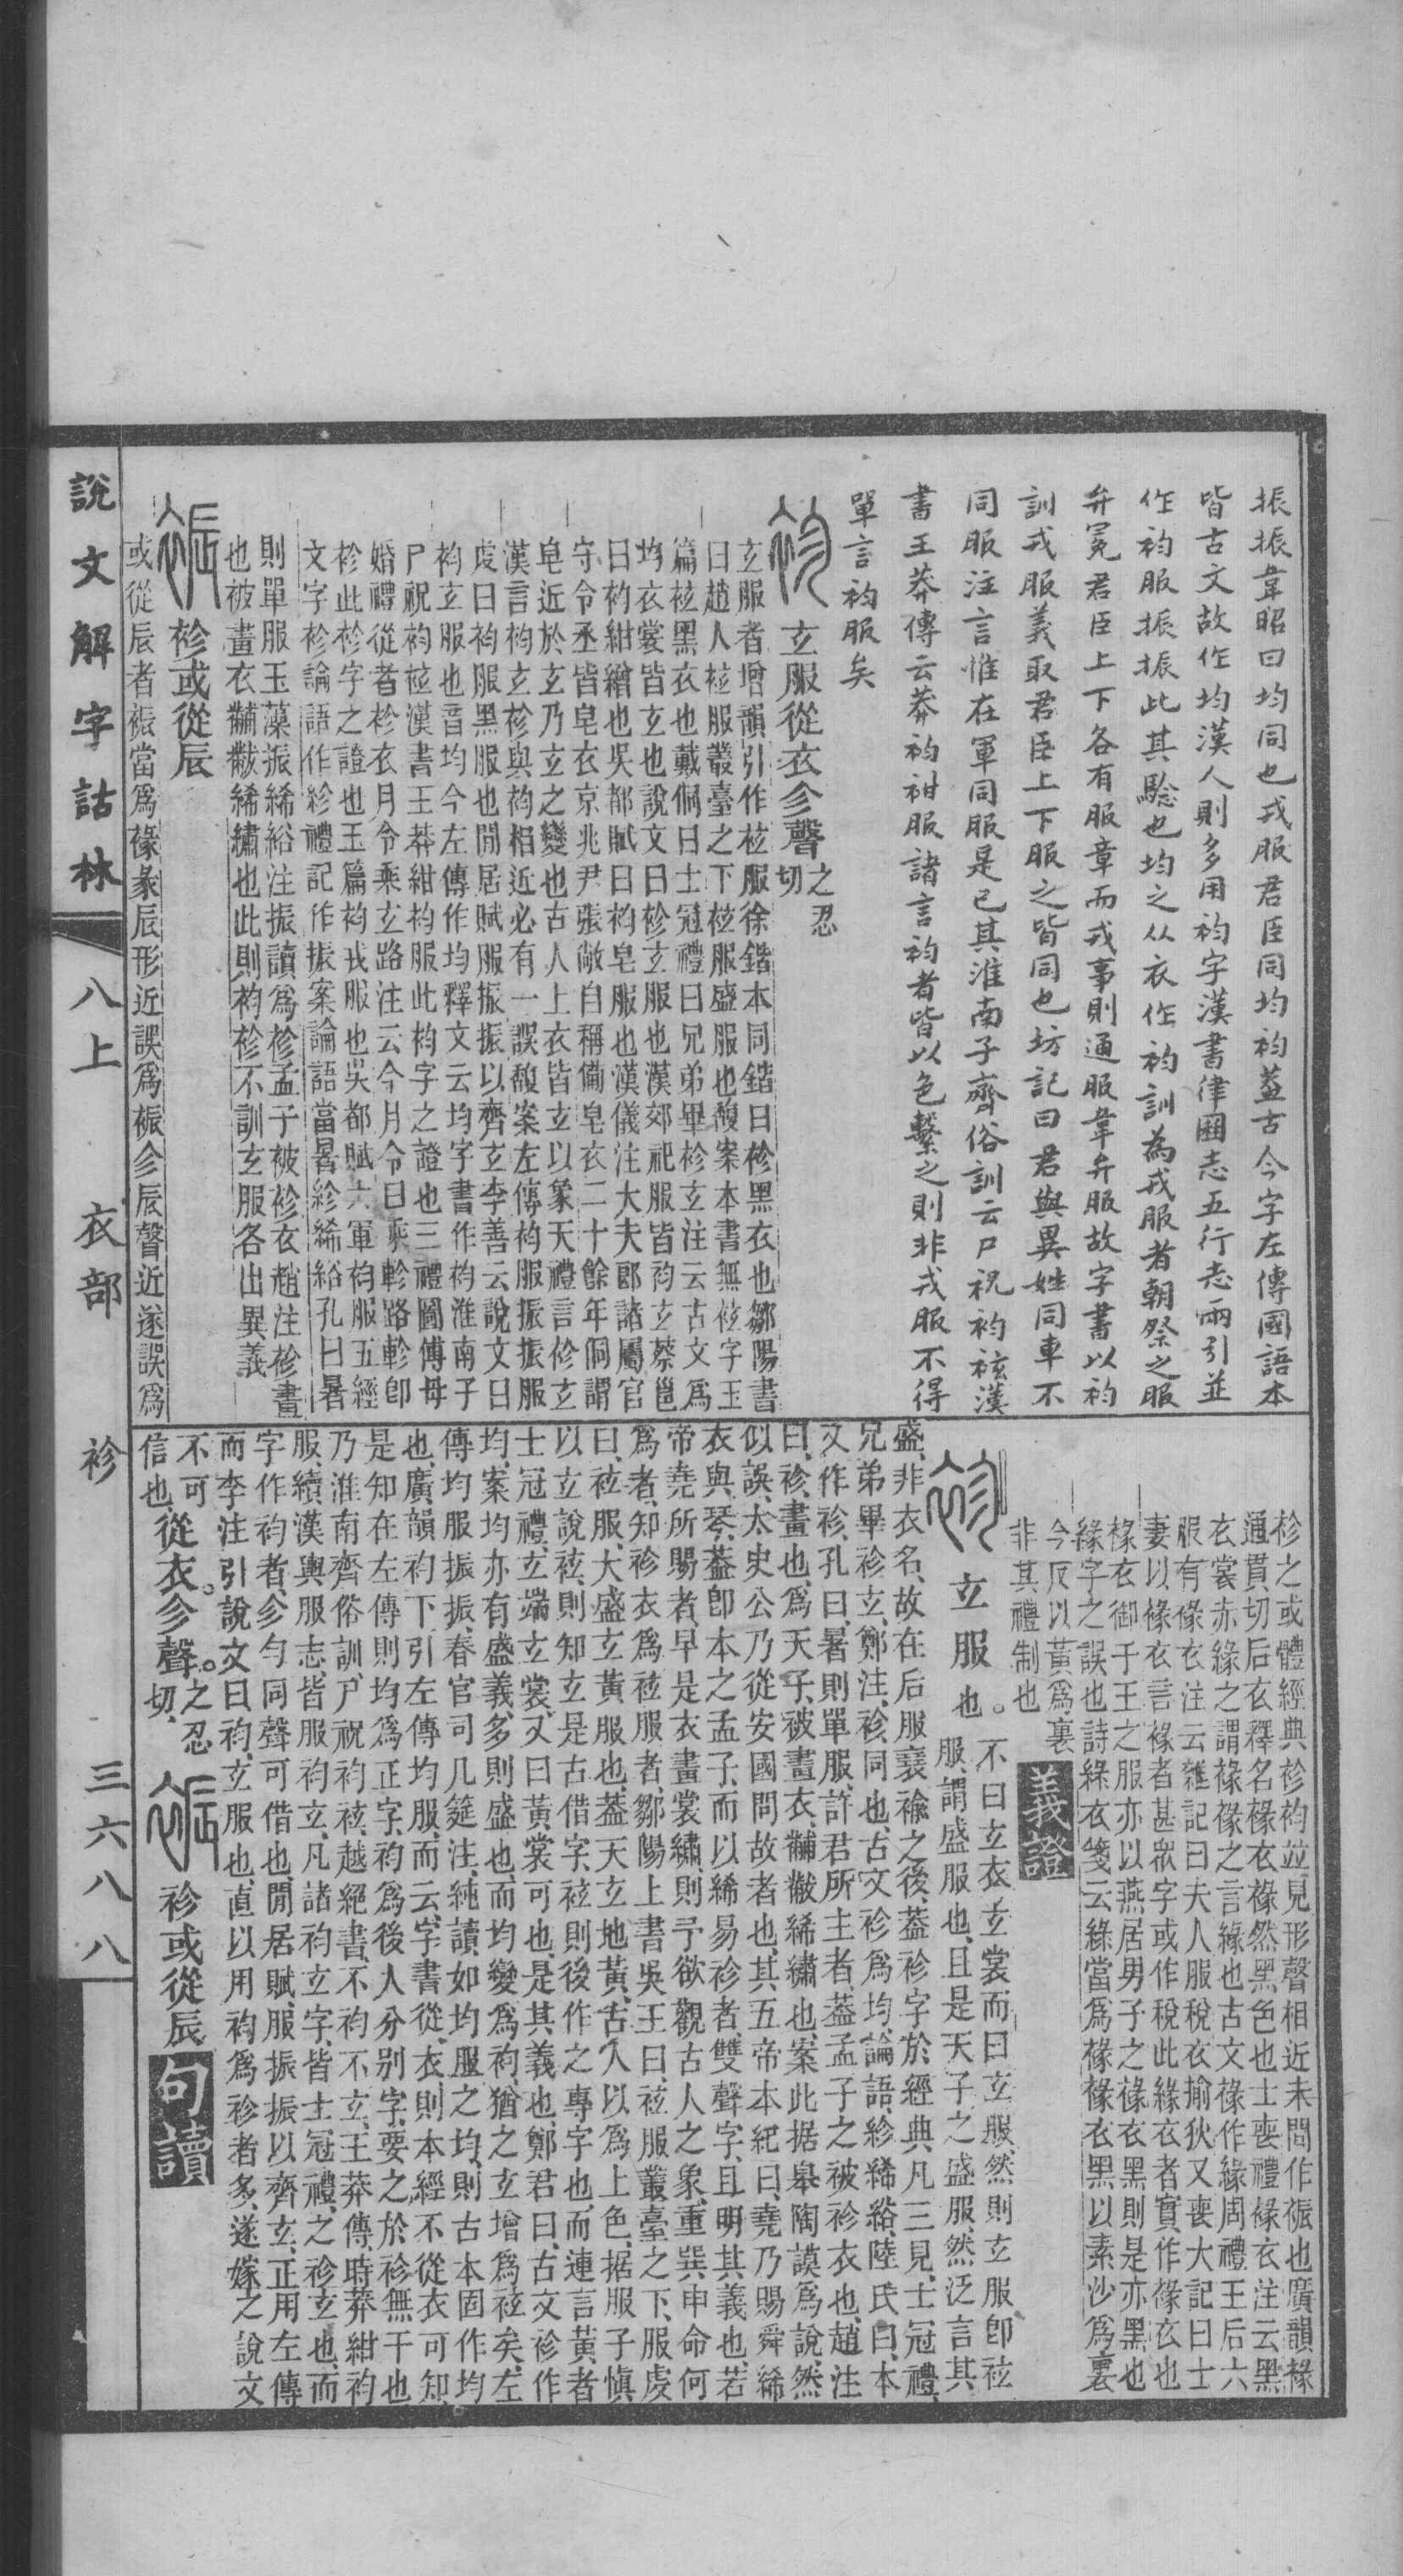 振振韋昭曰均同也戎服君臣同均袀蓋古今字左傳國語本
皆古文故作均漢人則多用袀字漢書律圈志五行志兩引並
作袀服振振此其驗也均之从衣作袀訓為戎服者朝祭之服
弁冕君臣上下各有服章而戎事則通服韋弁服故字書以袀
訓戎服義取君臣上下服之皆同也坊記曰君與異姓同車不
同服注言惟在軍同服是已其淮南子齊俗訓云尸祝袀袨漢
書王莽傳云莽袀袀服諸言袀者皆以色繫之則非戎服不得
單言袀服矣
玄服從衣㐱聲之忍切
玄服者增韻引作袨服徐鍇本同鍇曰袗黑衣也鄒陽書
曰趙人袨服叢臺之下袨服盛服也馥案本書無袨字玉
篇袨黑衣也戴侗曰士冠禮曰兄弟畢袗玄注云古文為
均衣裳皆玄也說文曰袗玄服也漢郊祀服皆袀玄蔡邕
曰袀紺繒也吳都賦曰袀皂服也漢儀注大夫郎諸屬官
守令丞皆皂衣京兆尹張敞自稱備皂衣二十餘年侗謂
皂近於玄乃玄之變也古人上衣皆玄以象天禮言袗玄
漢言袀玄袗與袀相近必有一誤馥案左傳袀服振振服
虔曰袀服黑服也閒居賦服振振以齊玄李善云說文曰
袀玄服也音均今左傳作均釋文云均字書作袀淮南子
尸祝袀袨漢書王莽紺袀服此袀字之證也三禮圖傅母
婚禮從者袗衣月令乘玄路注云今月令曰乘軫路軫即
袗此袗字之證也玉篇袀戎服也吳都賦六軍袀服五經
文字袗論語作紾禮記作振案論語當暑紾絺綌孔曰暑
則單服玉藻振絺綌注振讀為袗孟子被袗衣趙注袗畫
也被畫衣黼黻絺繡也此則袀袗不訓玄服各出異義
袗或從辰
或從辰者裖當為褖彖辰形近誤為裖㐱辰聲近遂誤為
袗之或體經典袗袀並見形聲相近未聞作裖也廣韻褖
通貫切后衣釋名褖衣褖然黑色也士喪禮褖衣注云黑
衣裳赤緣之謂褖褖之言緣也古文褖作緣周禮王后六
服有褖衣注云雜記曰夫人服稅衣揄狄又喪大記曰士
妻以褖衣言褖者甚眾字或作稅此緣衣者實作褖衣也
褖衣御于王之服亦以燕居男子之褖衣黑則是亦黑也
緣字之誤也詩綠衣箋云綠當為褖褖衣黑以素沙為裏
今反以黃為裏
非其禮制也
義證
玄服也。不曰玄衣、玄裳、而曰玄服、然則玄服即袨
服、謂盛服也、且是天子之盛服、然泛言其
盛、非衣名、故在后服襄褕之後、蓋袗字於經典凡三見、士冠禮、
兄弟畢袗玄、鄭注、袗、同也、古文袗為均、論語、紾絺綌、陸氏曰、本
又作袗、孔曰、暑則單服、許君所主者、蓋孟子之被袗衣也、趙注
曰、袗、畫也、為天子、被畫衣、黼黻絺繡也、案此据皋陶謨為說、然
似誤、太史公乃從安國問故者也、其五帝本紀曰、堯乃賜舜絺
衣與琴、蓋即本之孟子、而以絺易袗者、雙聲字、且明其義也、若
帝堯所賜者、早是衣畫裳繡、則予欲觀古人之象、重巽申命何
為者、知袗衣為袨服者、鄒陽上書吳王曰、袨服叢臺之下、服虔
曰、袨服、大盛玄黃服也、蓋天玄地黃、古人以為上色、据服子慎
以玄說袨、則知玄是古借字、袨則後作之專字也、而連言黃者、
士冠禮、玄端玄裳、又曰黃裳可也、是其義也、鄭君曰、古文袗作
均、案均亦有盛義、多則盛也、而均變為袀、猶之玄增為袨矣、左
傳、均服振振、春官司几筵注、純讀如均服之均、則古本固作均
也、廣韻袀下、引左傳均服、而云、字書從衣、則本經不從衣可知、
是知在左傳則均為正字、袀為後人分別字、要之於袗無干也
乃淮南齊俗訓、尸祝袀袨、越絕書、不袀不玄、王莽傳、時莽紺袀
服、續漢輿服志、皆服袀玄、凡諸袀玄字、皆士冠禮之袗玄也、而
字作袀者、㐱勻同聲可借也、閒居賦、服振振以齊玄、正用左傳
而李注引說文曰、袀、玄服也、直以用袀為袗者多、遂嫁之說文
不可信也、從衣。㐱聲。之忍切、
袗或從辰
句讀
說文解字詁林
八上
衣部
袗
三六八八